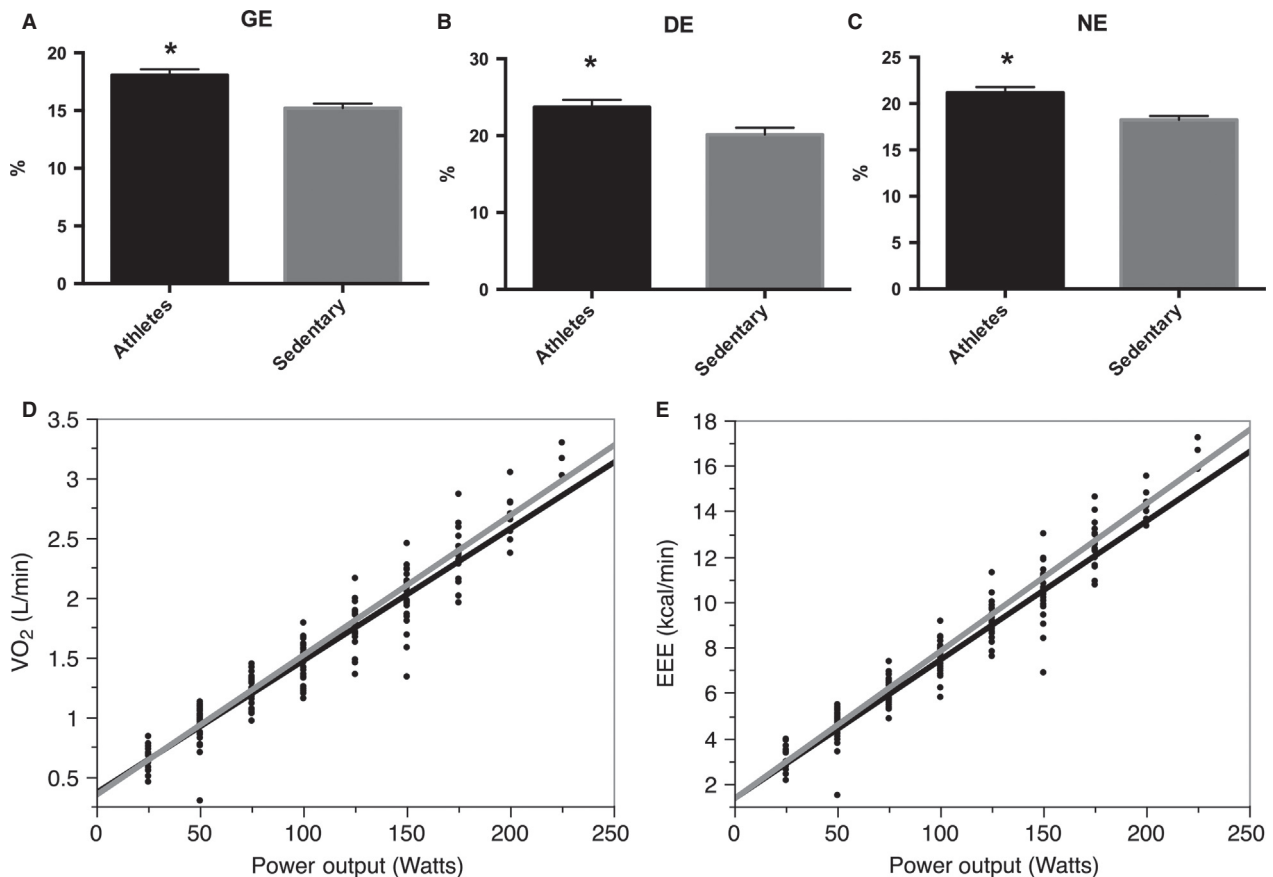 A
GE
20
15
10
5
0
%
*
Athletes
Sedentary
B
DE
30
20
10
0
%
*
Athletes
Sedentary
C
NE
25
20
15
10
5
0
%
*
Athletes
Sedentary
D
3.5
3
2.5
2
1.5
1
0.5
VO2 (L/min)
0 50 100 150 200 250
Power output (Watts)
E
18
16
14
12
10
8
6
4
2
EEE (kcal/min)
0 50 100 150 200 250
Power output (Watts)